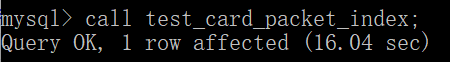 mysql> call test_card_packet_index;
Query OK, 1 row affected (16.04 sec)